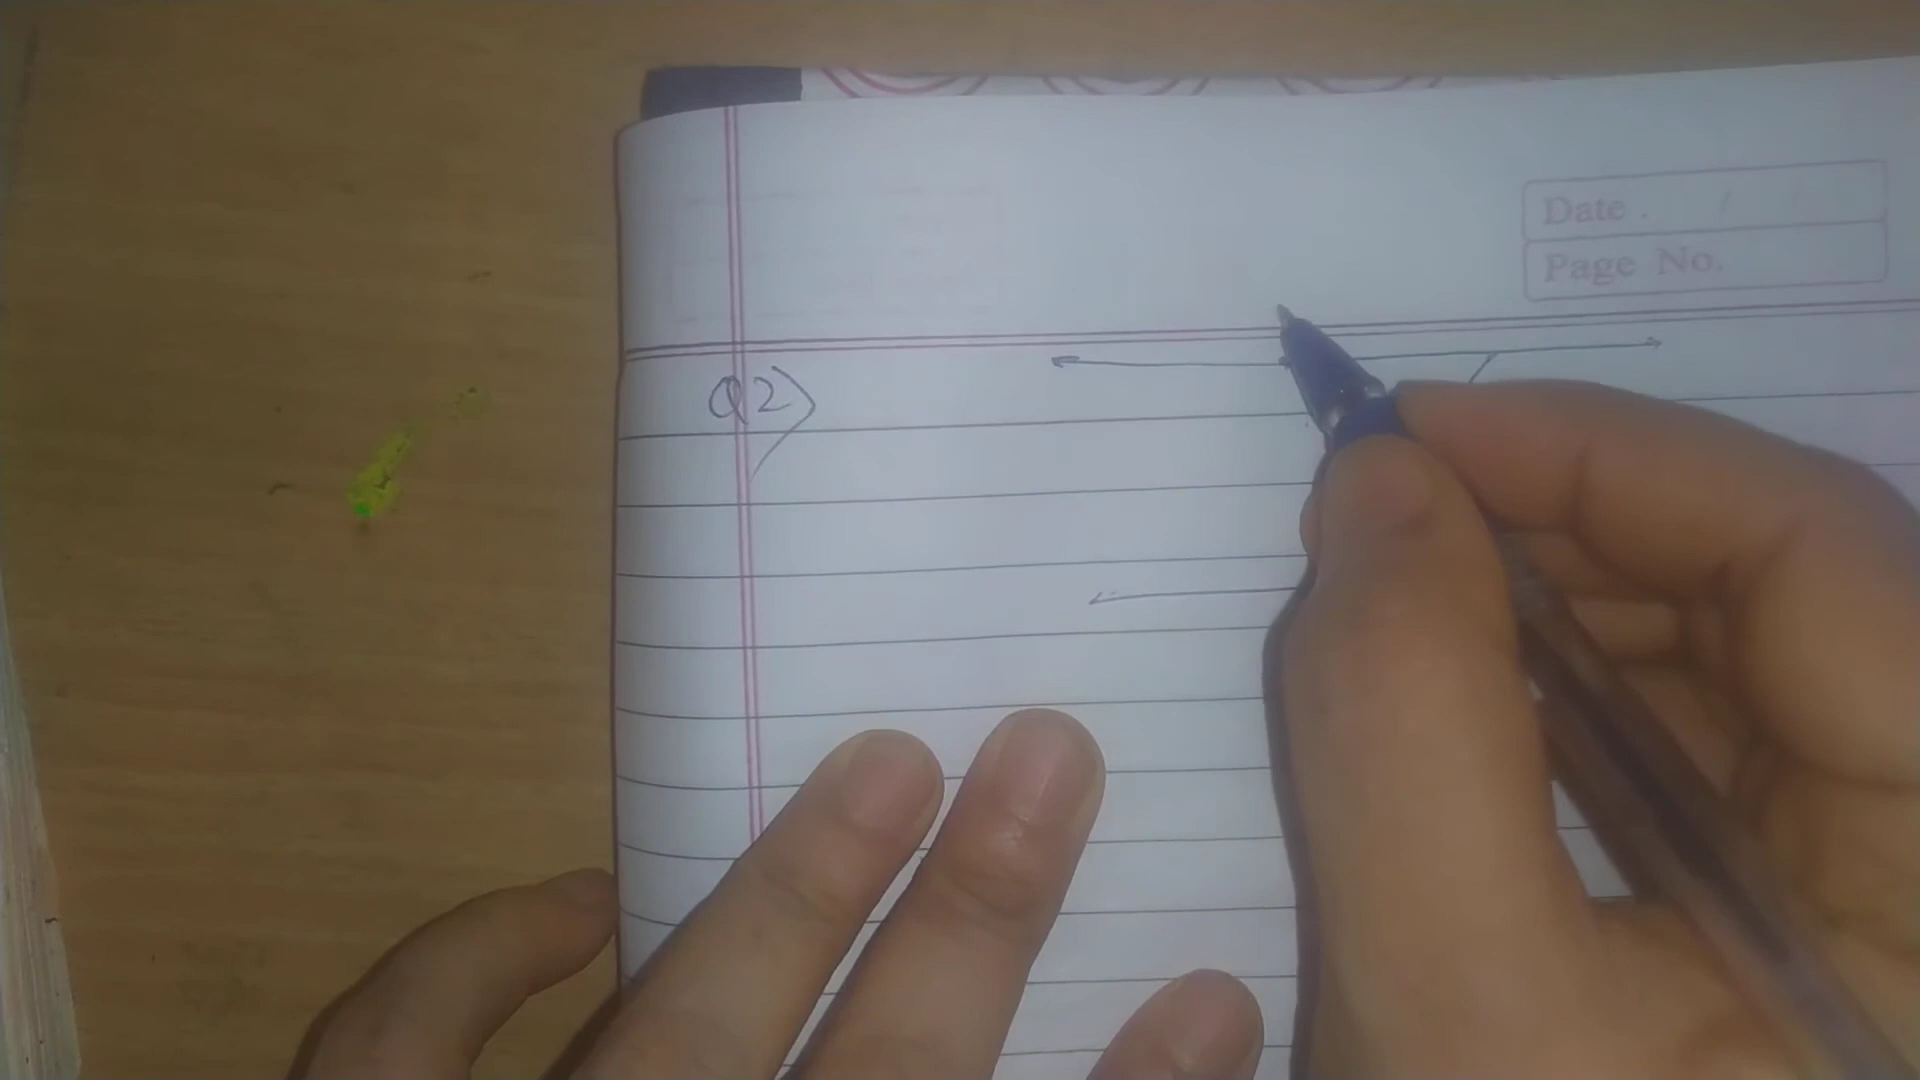 Date . / /
Page No.
Q2)